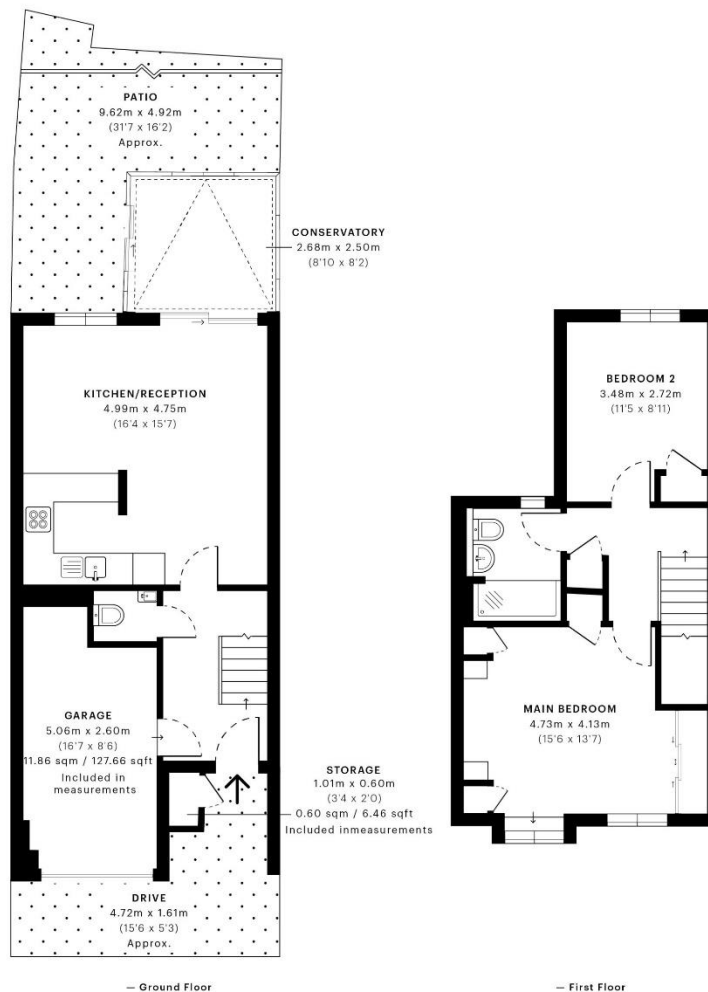 PATIO
9.62m x 4.92m
(31'7 x 16'2)
Approx.
CONSERVATORY
2.68m x 2.50m
(8'10 x 8'2)
KITCHEN/RECEPTION
4.99m x 4.75m
(16'4 x 15'7)
GARAGE
5.06m x 2.60m
(16'7 x 8'6)
11.86 sqm / 127.66 sqft
Included in
measurements
STORAGE
1.01m x 0.60m
(3'4 x 2'0)
0.60 sqm / 6.46 sqft
Included inmeasurements
DRIVE
4.72m x 1.61m
(15'6 x 5'3)
Approx.
— Ground Floor
BEDROOM 2
3.48m x 2.72m
(11'5 x 8'11)
MAIN BEDROOM
4.73m x 4.13m
(15'6 x 13'7)
— First Floor